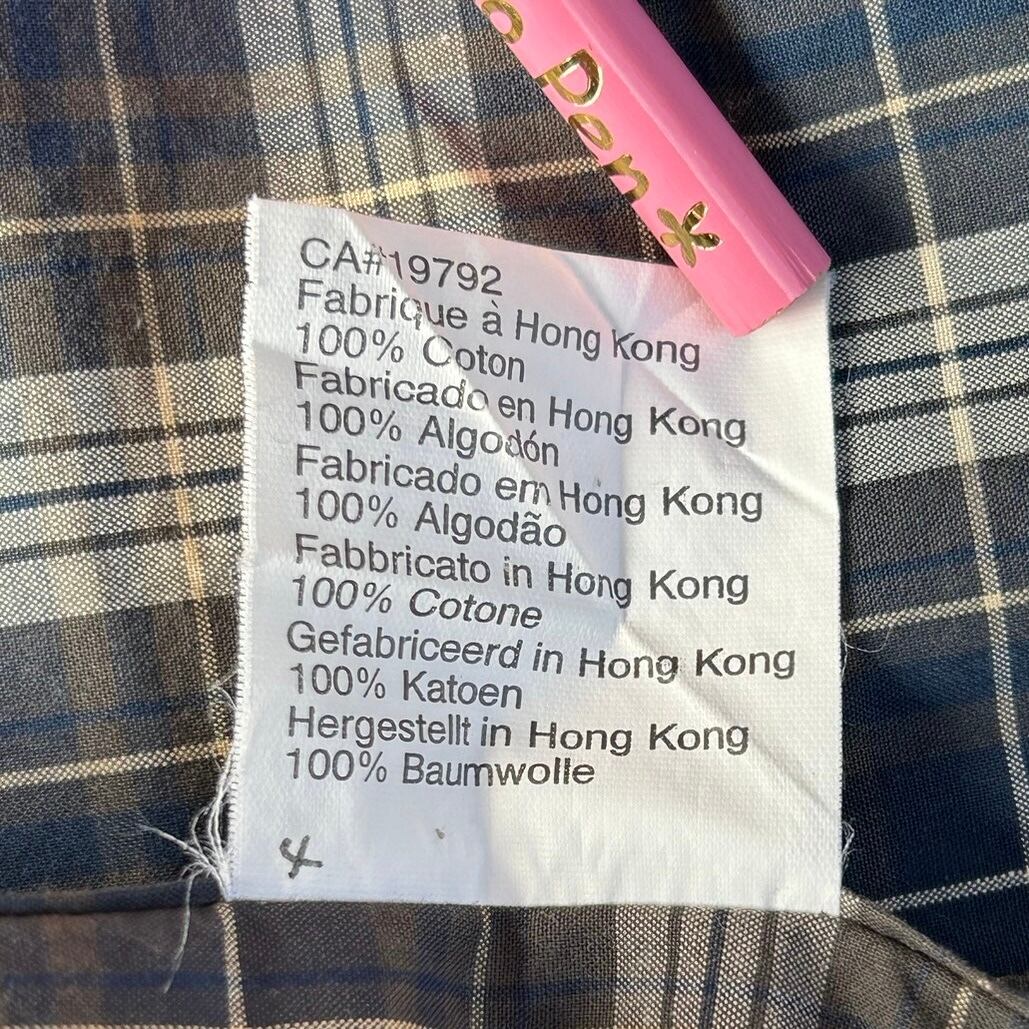 o Den
CA#19792
Fabrique à Hong Kong
100% Coton
Fabricado en Hong Kong
100% Algodón
Fabricado em Hong Kong
100% Algodão
Fabbricato in Hong Kong
100% Cotone
Gefabriceerd in Hong Kong
100% Katoen
Hergestellt in Hong Kong
100% Baumwolle
4